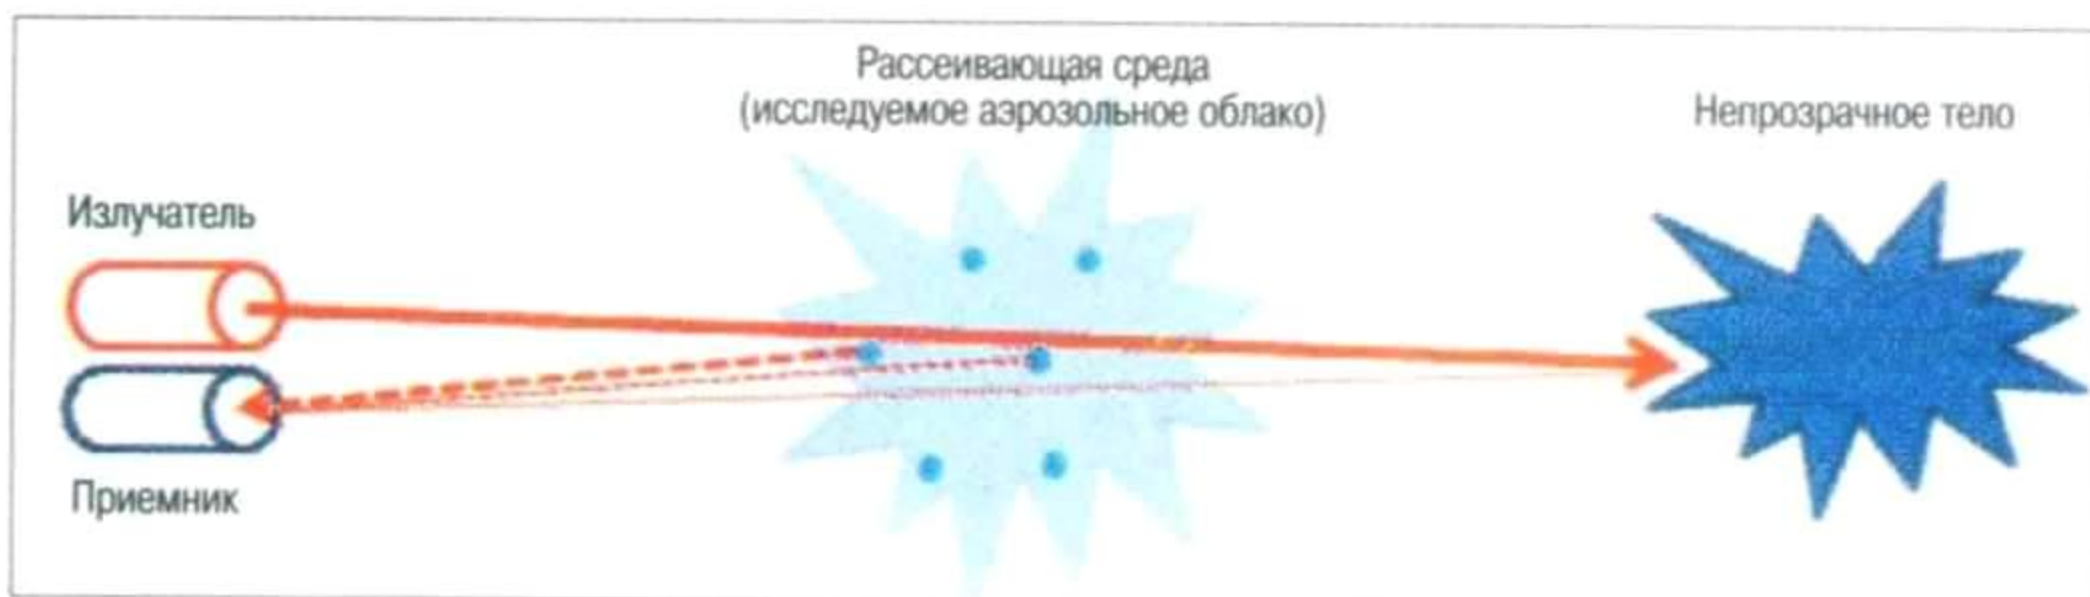 Рассеивающая среда
(исследуемое аэрозольное облако)
Непрозрачное тело
Излучатель
Приемник